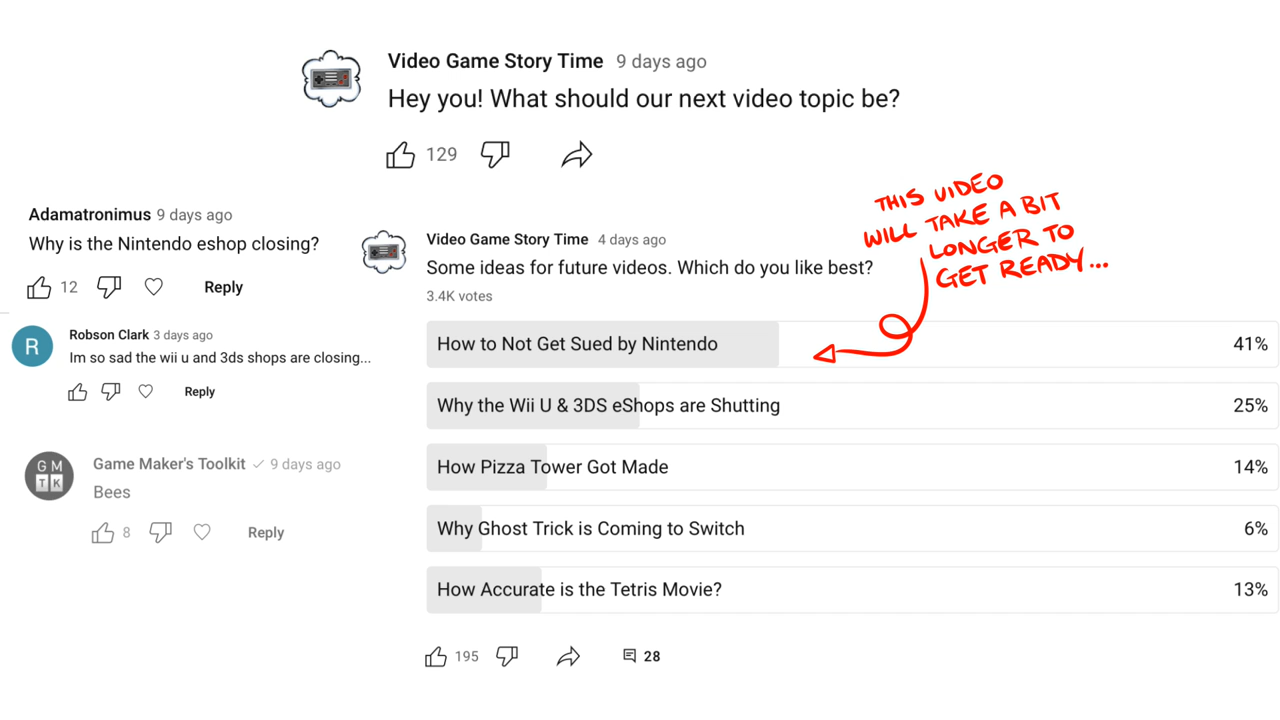 Video Game Story Time 9 days ago
Hey you! What should our next video topic be?
129
Adamatronimus 9 days ago
Why is the Nintendo eshop closing?
12 Reply
R
Robson Clark 3 days ago
Im so sad the wii u and 3ds shops are closing...
Reply
GM
TK
Game Maker's Toolkit 9 days ago
Bees
8 Reply
THIS VIDEO
WILL TAKE A BIT
LONGER TO
GET READY...
Video Game Story Time 4 days ago
Some ideas for future videos. Which do you like best?
3.4K votes
How to Not Get Sued by Nintendo 41%
Why the Wii U & 3DS eShops are Shutting 25%
How Pizza Tower Got Made 14%
Why Ghost Trick is Coming to Switch 6%
How Accurate is the Tetris Movie? 13%
195 28